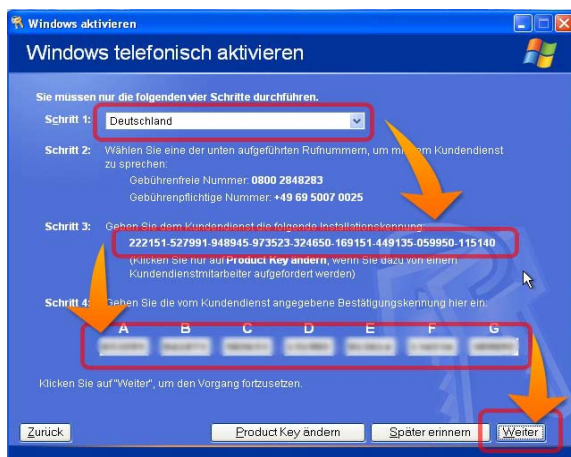 Windows aktivieren
Windows telefonisch aktivieren
Sie müssen nur die folgenden vier Schritte durchführen.
Schritt 1: Deutschland
Schritt 2: Wählen Sie eine der unten aufgeführten Rufnummern, um mit dem Kundendienst
zu sprechen:
Gebührenfreie Nummer: 0800 2848283
Gebührenpflichtige Nummer: +49 69 5007 0025
Schritt 3: Geben Sie dem Kundendienst die folgende Installationskennung:
222151-527991-948945-973523-324650-169151-449135-059950-115140
(Klicken Sie nur auf Product Key ändern, wenn Sie dazu von einem
Kundendienstmitarbeiter aufgefordert werden)
Schritt 4: Geben Sie die vom Kundendienst angegebene Bestätigungskennung hier ein:
A B C D E F G
Klicken Sie auf "Weiter", um den Vorgang fortzusetzen.
Zurück Product Key ändern Später erinnern Weiter